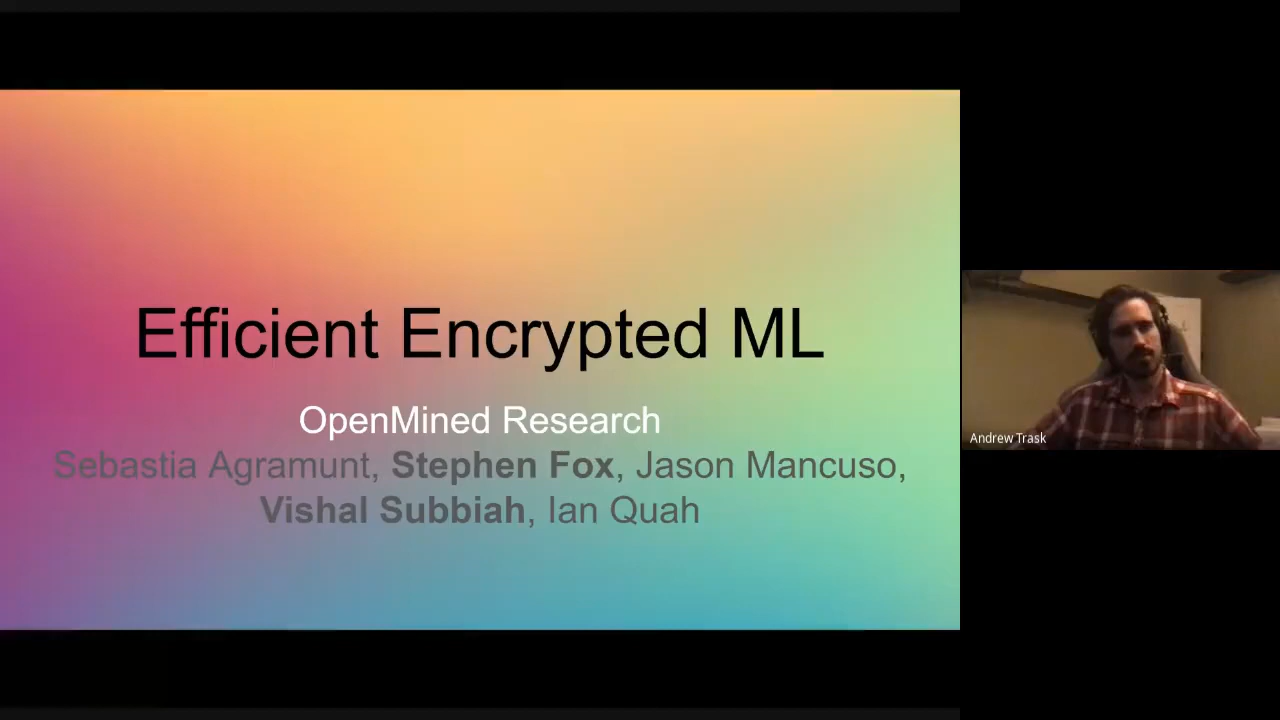 Efficient Encrypted ML
OpenMined Research
Sebastia Agramunt, Stephen Fox, Jason Mancuso,
Vishal Subbiah, Ian Quah
Andrew Trask